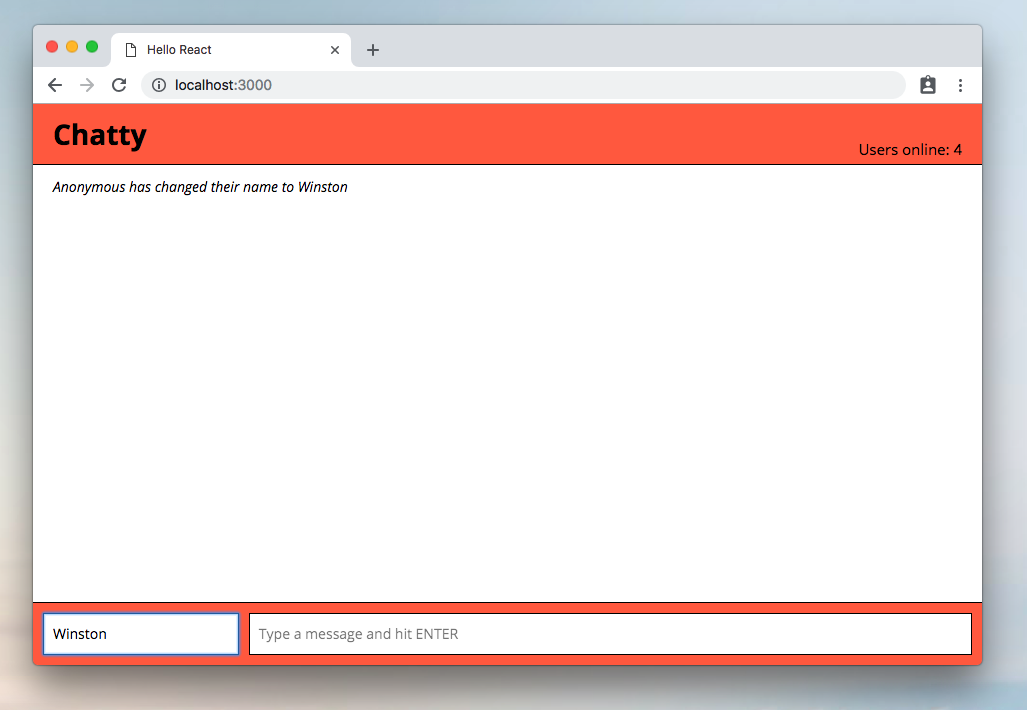 Hello React
localhost:3000
Chatty
Users online: 4
Anonymous has changed their name to Winston
Winston
Type a message and hit ENTER